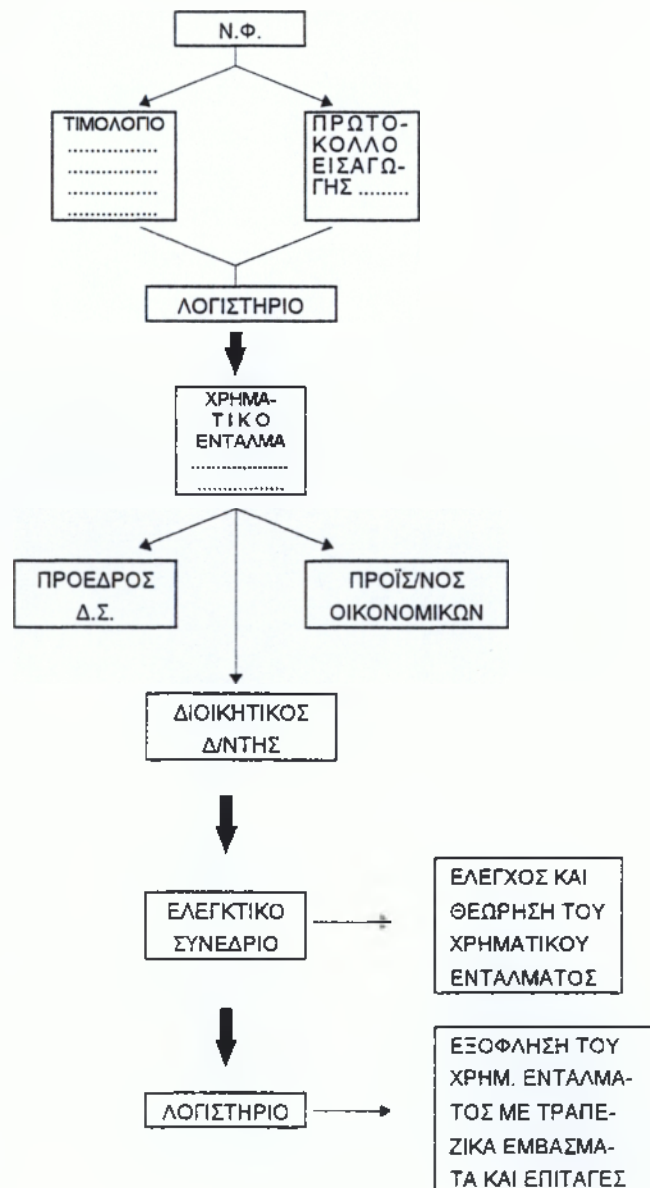 Ν.Φ.
ΤΙΜΟΛΟΓΙΟ
...............
...............
...............
...............
ΠΡΩΤΟ-
ΚΟΛΛΟ
ΕΙΣΑΓΩ-
ΓΗΣ .........
ΛΟΓΙΣΤΗΡΙΟ
ΧΡΗΜΑ-
ΤΙΚΟ
ΕΝΤΑΛΜΑ
................
...............
ΠΡΟΕΔΡΟΣ
Δ.Σ.
ΠΡΟΪΣ/ΝΟΣ
ΟΙΚΟΝΟΜΙΚΩΝ
ΔΙΟΙΚΗΤΙΚΟΣ
Δ/ΝΤΗΣ
ΕΛΕΓΚΤΙΚΟ
ΣΥΝΕΔΡΙΟ
ΕΛΕΓΧΟΣ ΚΑΙ
ΘΕΩΡΗΣΗ ΤΟΥ
ΧΡΗΜΑΤΙΚΟΥ
ΕΝΤΑΛΜΑΤΟΣ
ΛΟΓΙΣΤΗΡΙΟ
ΕΞΟΦΛΗΣΗ ΤΟΥ
ΧΡΗΜ. ΕΝΤΑΛΜΑ-
ΤΟΣ ΜΕ ΤΡΑΠΕ-
ΖΙΚΑ ΕΜΒΑΣΜΑ-
ΤΑ ΚΑΙ ΕΠΙΤΑΓΕΣ